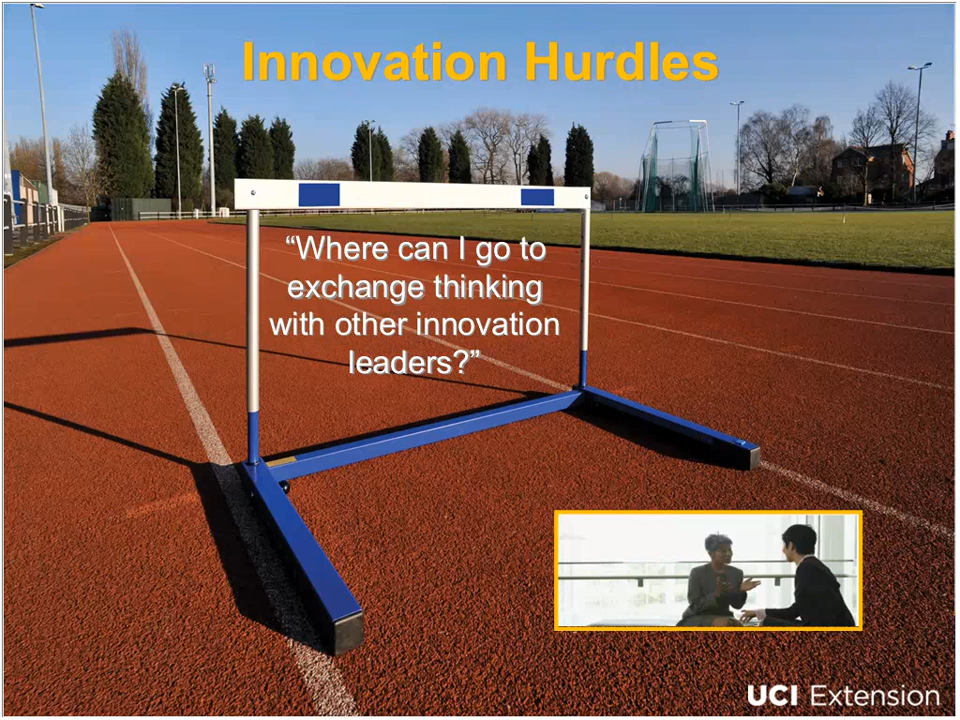 Innovation Hurdles
“Where can I go to
exchange thinking
with other innovation
leaders?”
UCI Extension